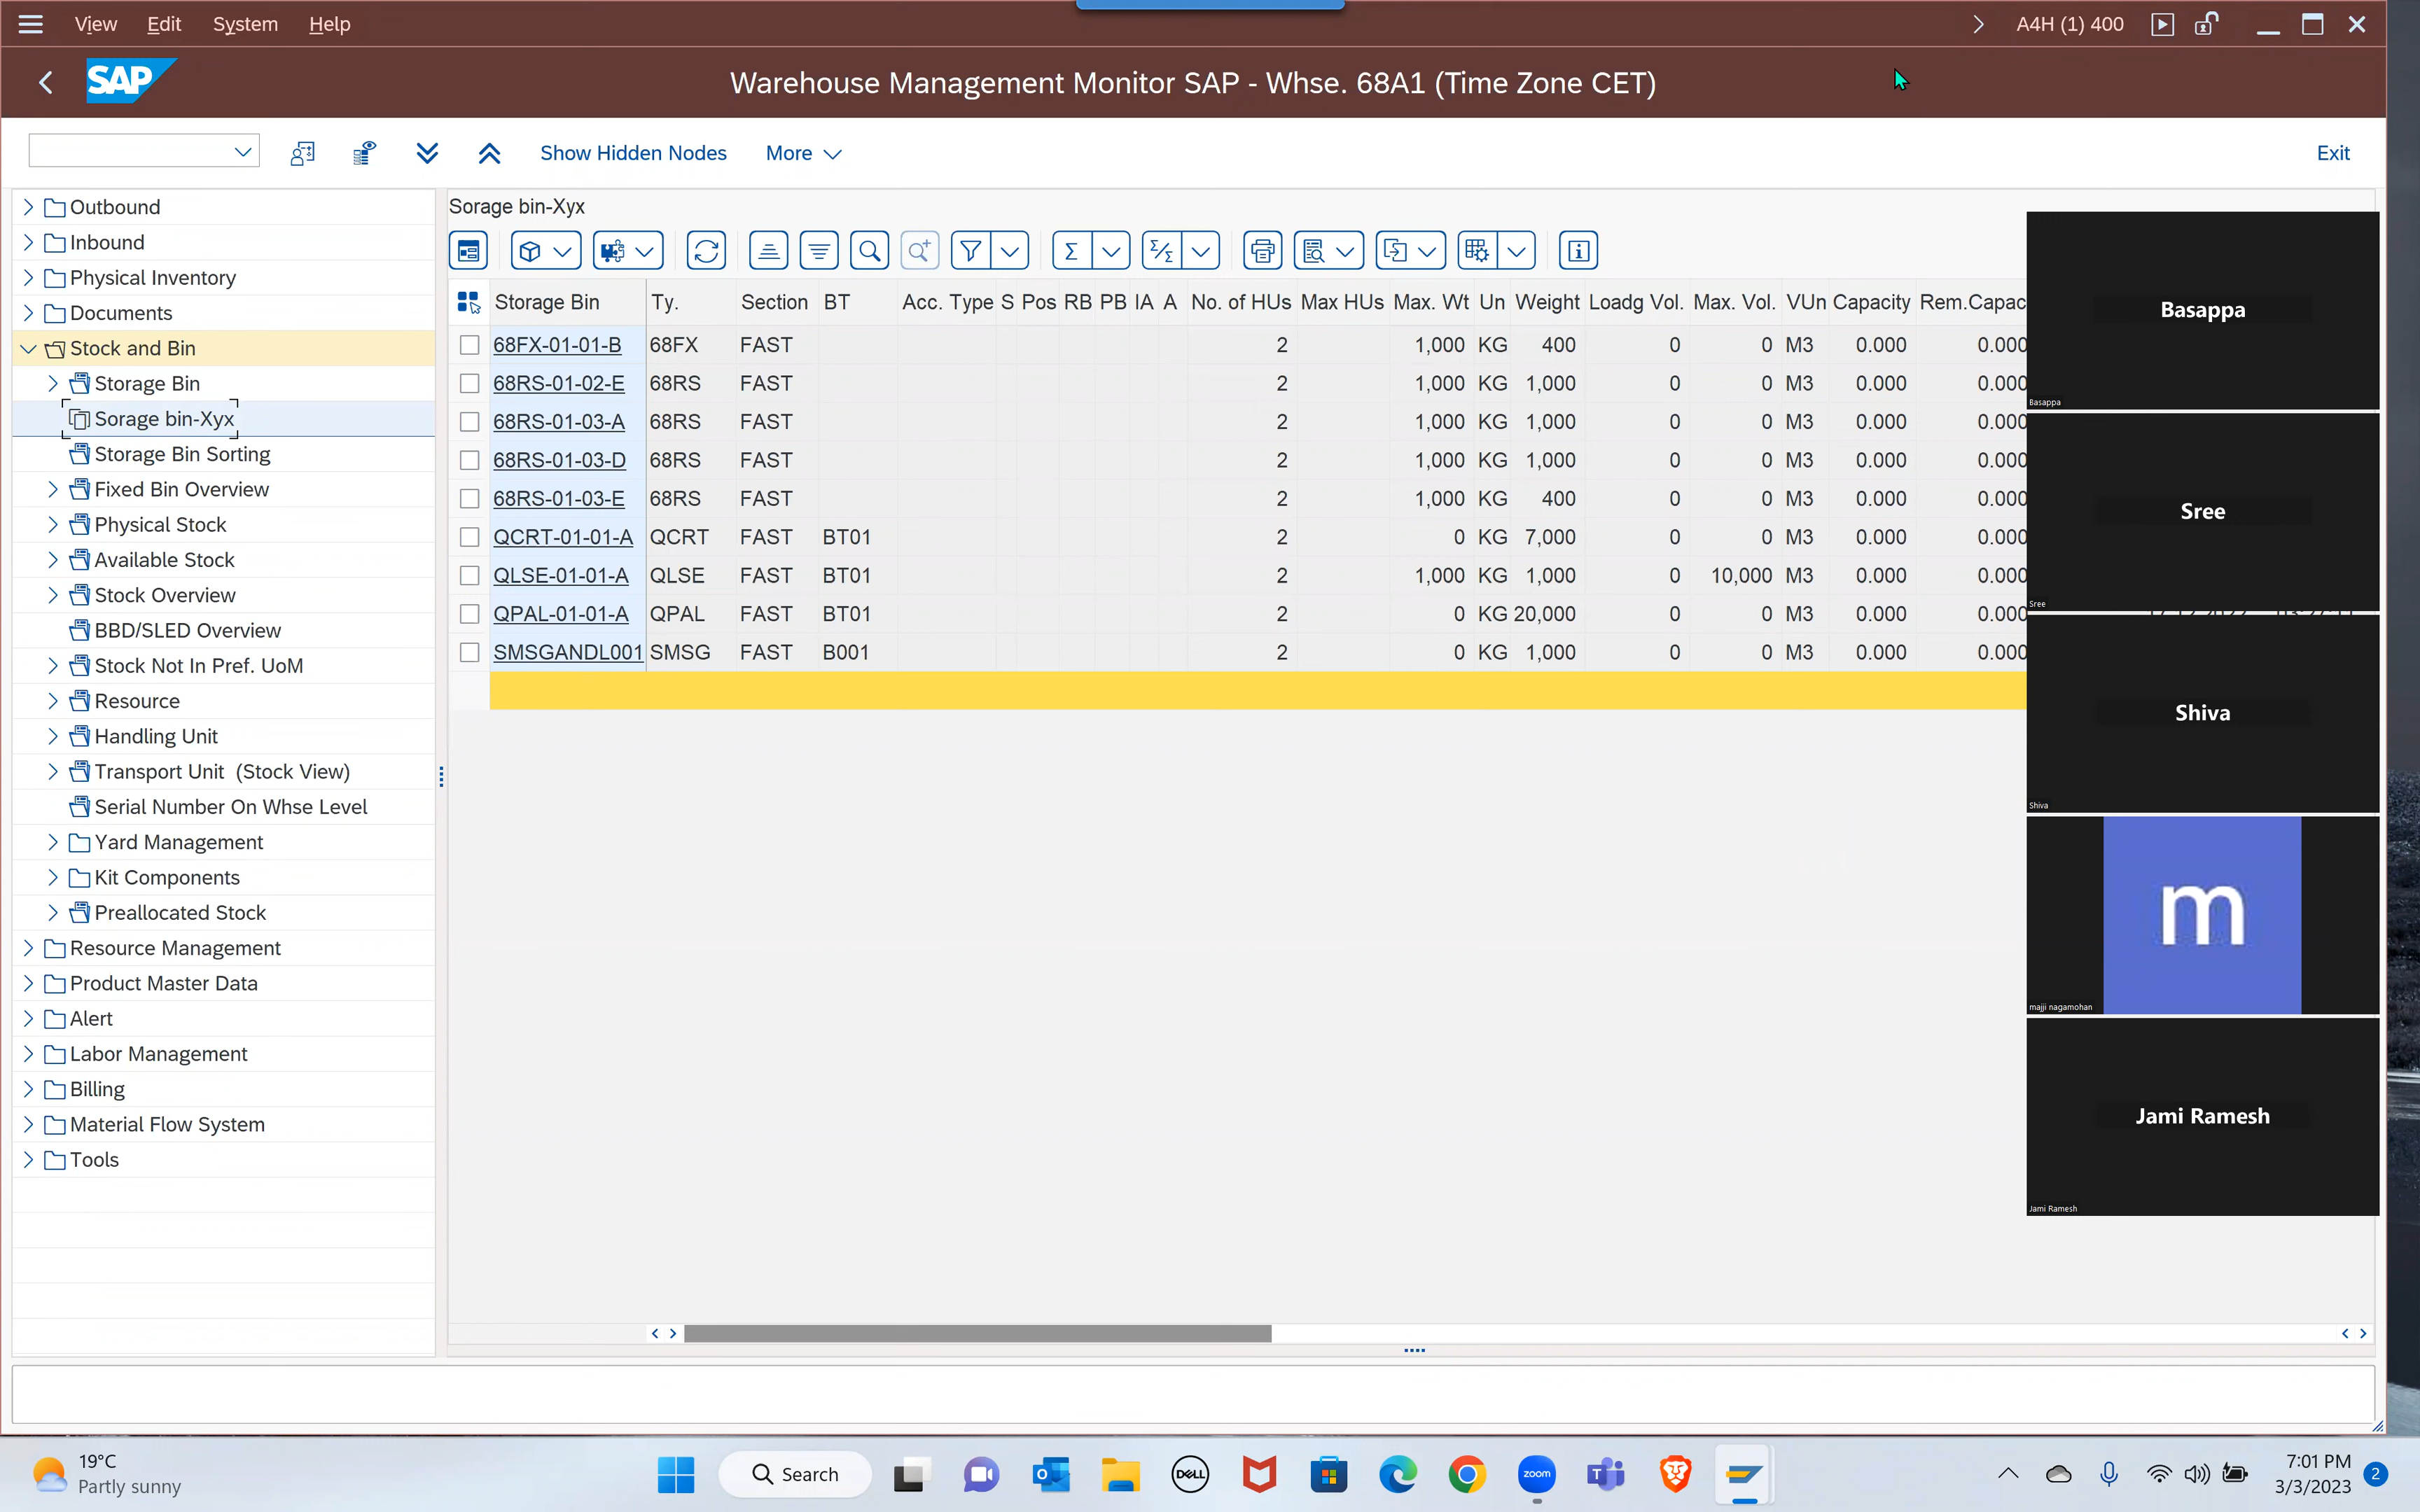 View Edit System Help A4H (1) 400
SAP Warehouse Management Monitor SAP - Whse. 68A1 (Time Zone CET)
Show Hidden Nodes More Exit
Outbound
Inbound
Physical Inventory
Documents
Stock and Bin
Storage Bin
Sorage bin-Xyx
Storage Bin Sorting
Fixed Bin Overview
Physical Stock
Available Stock
Stock Overview
BBD/SLED Overview
Stock Not In Pref. UoM
Resource
Handling Unit
Transport Unit (Stock View)
Serial Number On Whse Level
Yard Management
Kit Components
Preallocated Stock
Resource Management
Product Master Data
Alert
Labor Management
Billing
Material Flow System
Tools
Sorage bin-Xyx
Storage Bin Ty. Section BT Acc. Type S Pos RB PB IA A No. of HUs Max HUs Max. Wt Un Weight Loadg Vol. Max. Vol. VUn Capacity Rem.Capac
68FX-01-01-B 68FX FAST 2 1,000 KG 400 0 0 M3 0.000 0.000
68RS-01-02-E 68RS FAST 2 1,000 KG 1,000 0 0 M3 0.000 0.000
68RS-01-03-A 68RS FAST 2 1,000 KG 1,000 0 0 M3 0.000 0.000
68RS-01-03-D 68RS FAST 2 1,000 KG 1,000 0 0 M3 0.000 0.000
68RS-01-03-E 68RS FAST 2 1,000 KG 400 0 0 M3 0.000 0.000
QCRT-01-01-A QCRT FAST BT01 2 0 KG 7,000 0 0 M3 0.000 0.000
QLSE-01-01-A QLSE FAST BT01 2 1,000 KG 1,000 0 10,000 M3 0.000 0.000
QPAL-01-01-A QPAL FAST BT01 2 0 KG 20,000 0 0 M3 0.000 0.000
SMSGANDL001 SMSG FAST B001 2 0 KG 1,000 0 0 M3 0.000 0.000
Basappa
Basappa
Sree
Sree
Shiva
Shiva
m
majji nagamohan
Jami Ramesh
Jami Ramesh
19°C
Partly sunny
Search
DELL
zoom
7:01 PM
3/3/2023
2